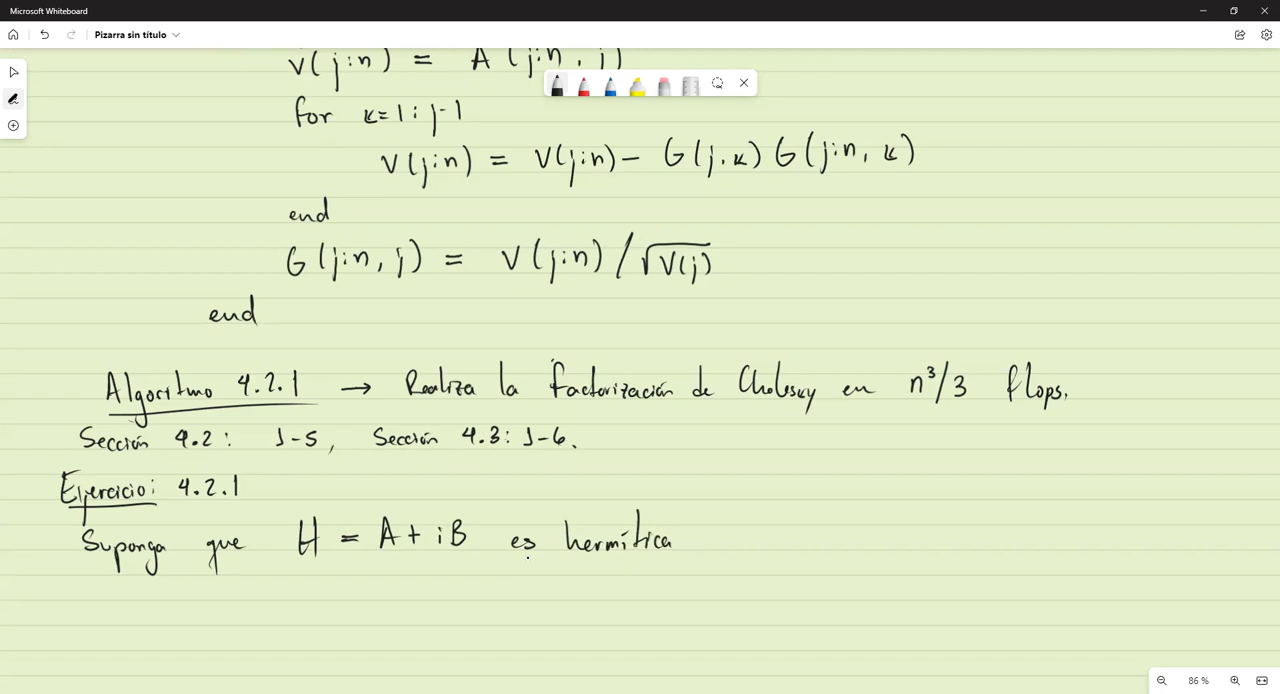 Microsoft Whiteboard
Pizarra sin título
v(j:n) = A(j:n, j)
for k=1:j-1
v(j:n) = v(j:n) - G(j,k) G(j:n, k)
end
G(j:n, j) = v(j:n) / √v(j)
end
Algoritmo 4.2.1 → Realiza la factorización de Cholesky en n³/3 flops.
Sección 4.2: 1-5, Sección 4.3: 1-6.
Ejercicio: 4.2.1
Suponga que H = A + iB es hermítica
86 %